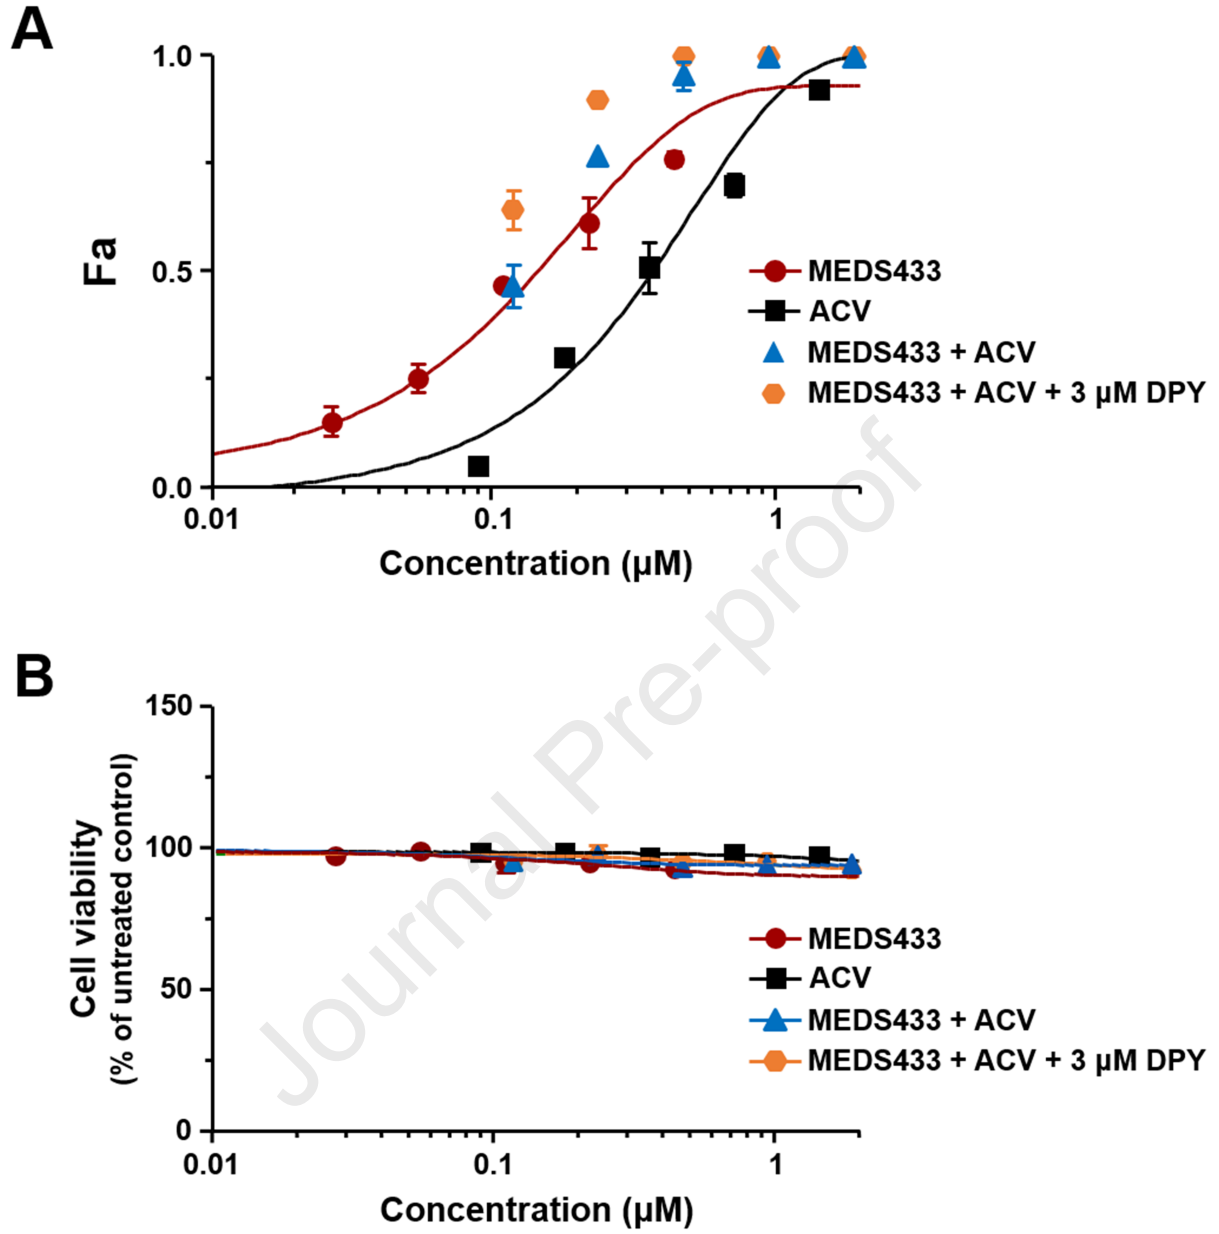 A
1.0
0.5
0.0
Fa
0.01
0.1
1
Concentration (µM)
MEDS433
ACV
MEDS433 + ACV
MEDS433 + ACV + 3 µM DPY
Journal Pre-proof
B
150
100
50
0
Cell viability
(% of untreated control)
0.01
0.1
1
Concentration (µM)
MEDS433
ACV
MEDS433 + ACV
MEDS433 + ACV + 3 µM DPY